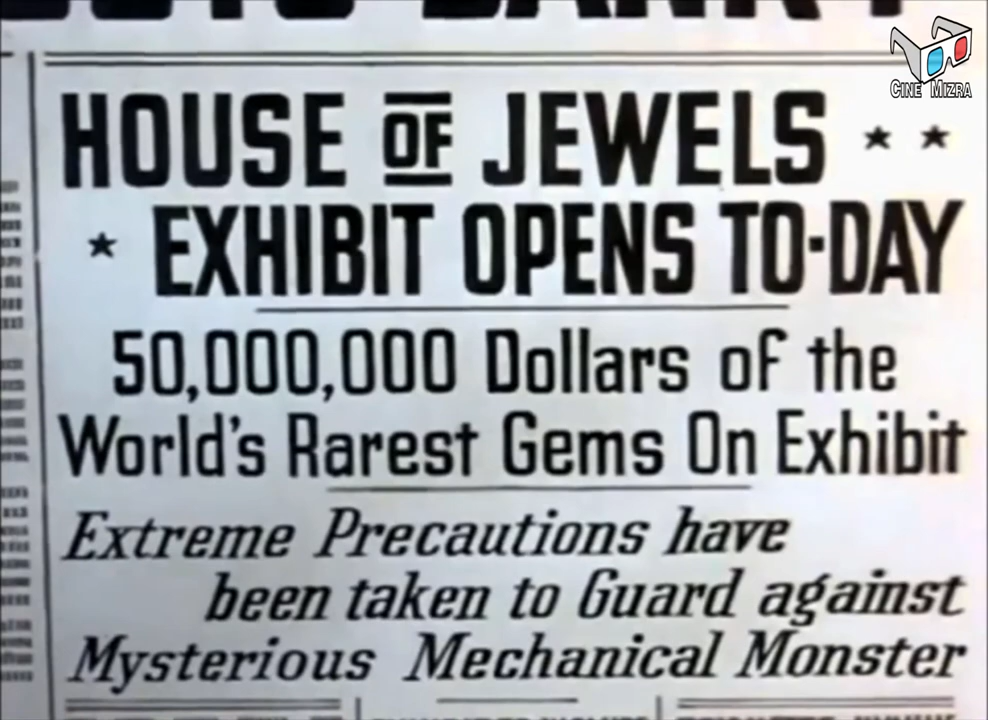 CINE MIZRA
HOUSE OF JEWELS
EXHIBIT OPENS TO-DAY
50,000,000 Dollars of the
World's Rarest Gems On Exhibit
Extreme Precautions have
been taken to Guard against
Mysterious Mechanical Monster